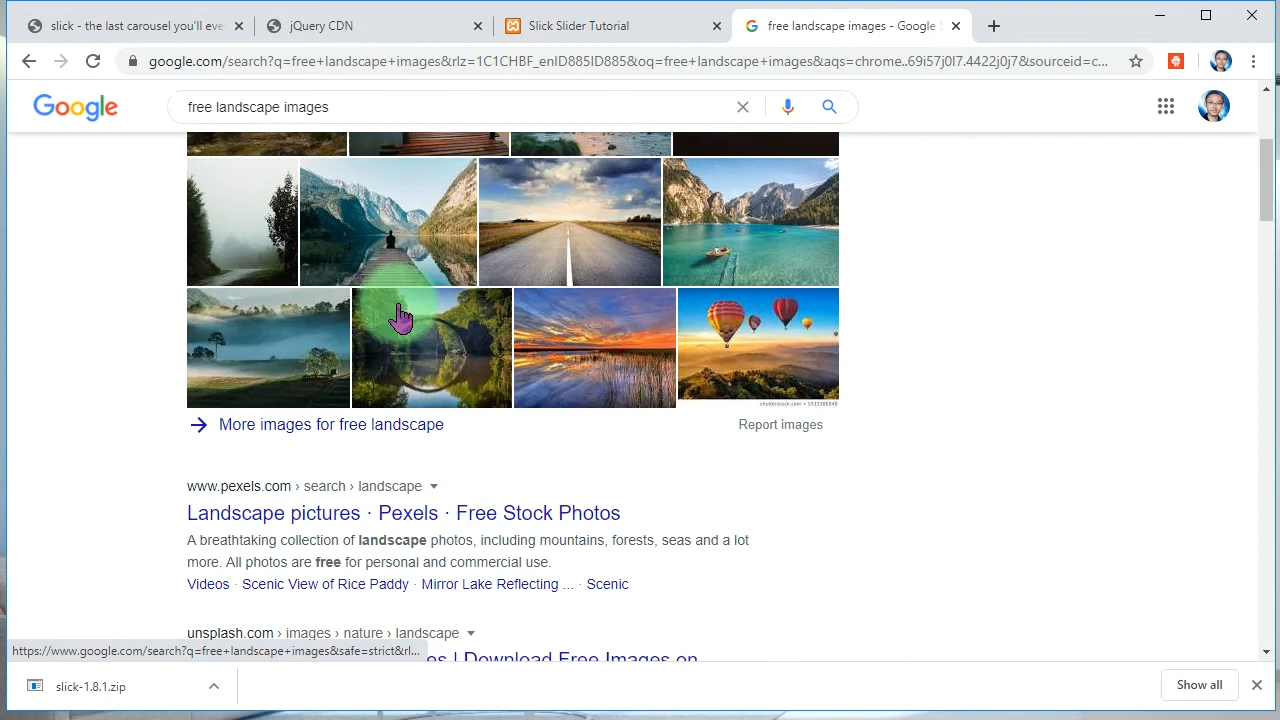 slick - the last carousel you'll eve
jQuery CDN
Slick Slider Tutorial
free landscape images - Google S
google.com/search?q=free+landscape+images&rlz=1C1CHBF_enID885ID885&oq=free+landscape+images&aqs=chrome..69i57j0l7.4422j0j7&sourceid=c...
Google
free landscape images
More images for free landscape
Report images
www.pexels.com › search › landscape
Landscape pictures · Pexels · Free Stock Photos
A breathtaking collection of landscape photos, including mountains, forests, seas and a lot
more. All photos are free for personal and commercial use.
Videos · Scenic View of Rice Paddy · Mirror Lake Reflecting ... · Scenic
unsplash.com › images › nature › landscape
es | Download Free Images on
https://www.google.com/search?q=free+landscape+images&safe=strict&rl...
slick-1.8.1.zip
Show all